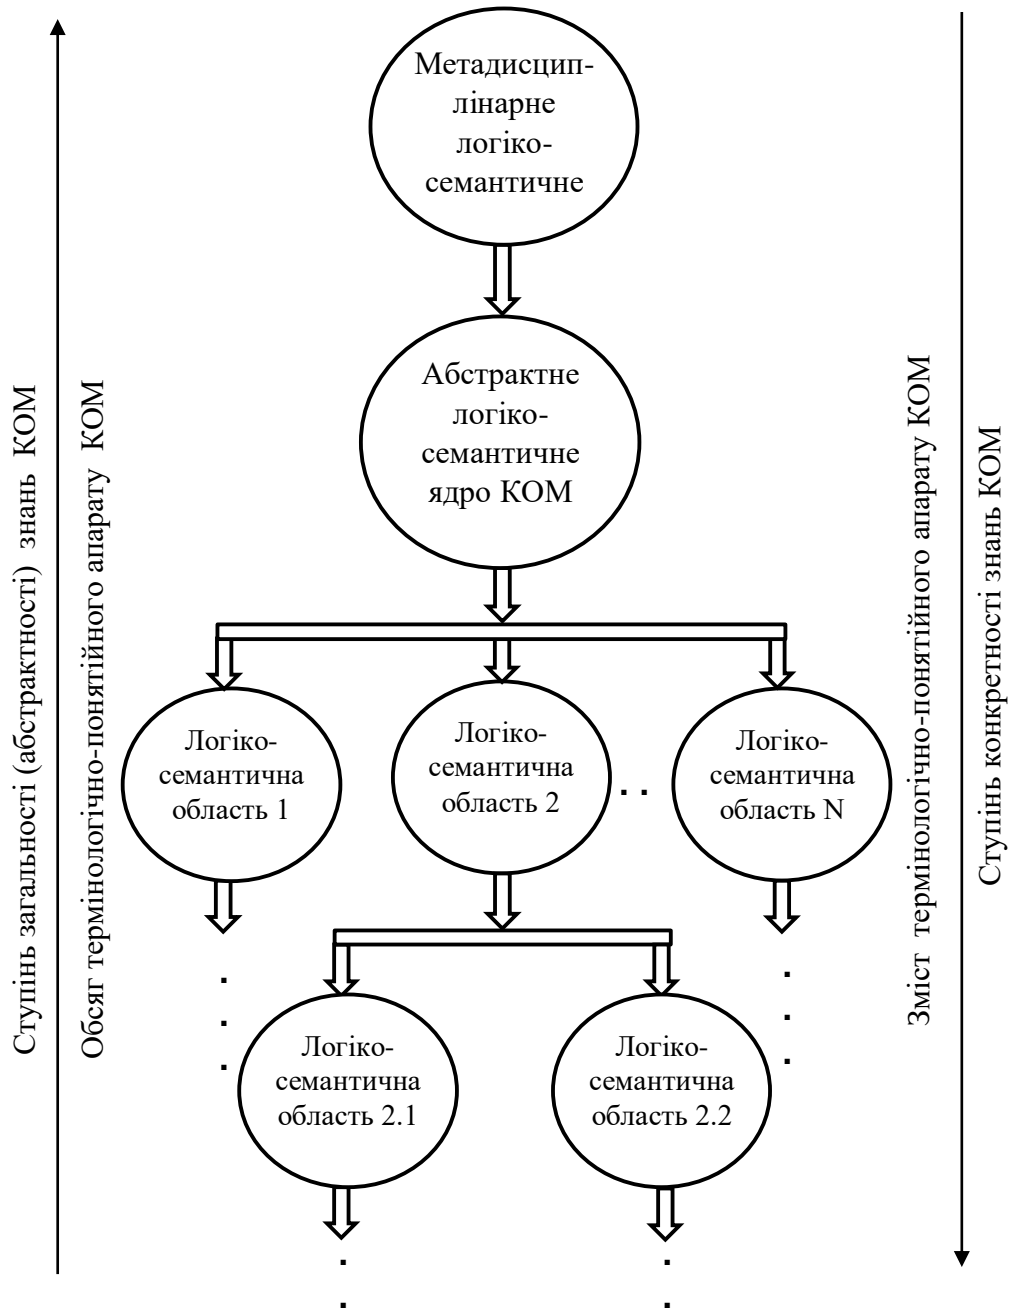 Метадисцип-
лінарне
логіко-
семантичне
Абстрактне
логіко-
семантичне
ядро КОМ
Ступінь загальності (абстрактності) знань КОМ
Обсяг термінологічно-понятійного апарату КОМ
Зміст термінологічно-понятійного апарату КОМ
Ступінь конкретності знань КОМ
Логіко-
семантична
область 1
Логіко-
семантична
область 2
. .
Логіко-
семантична
область N
Логіко-
семантична
область 2.1
Логіко-
семантична
область 2.2